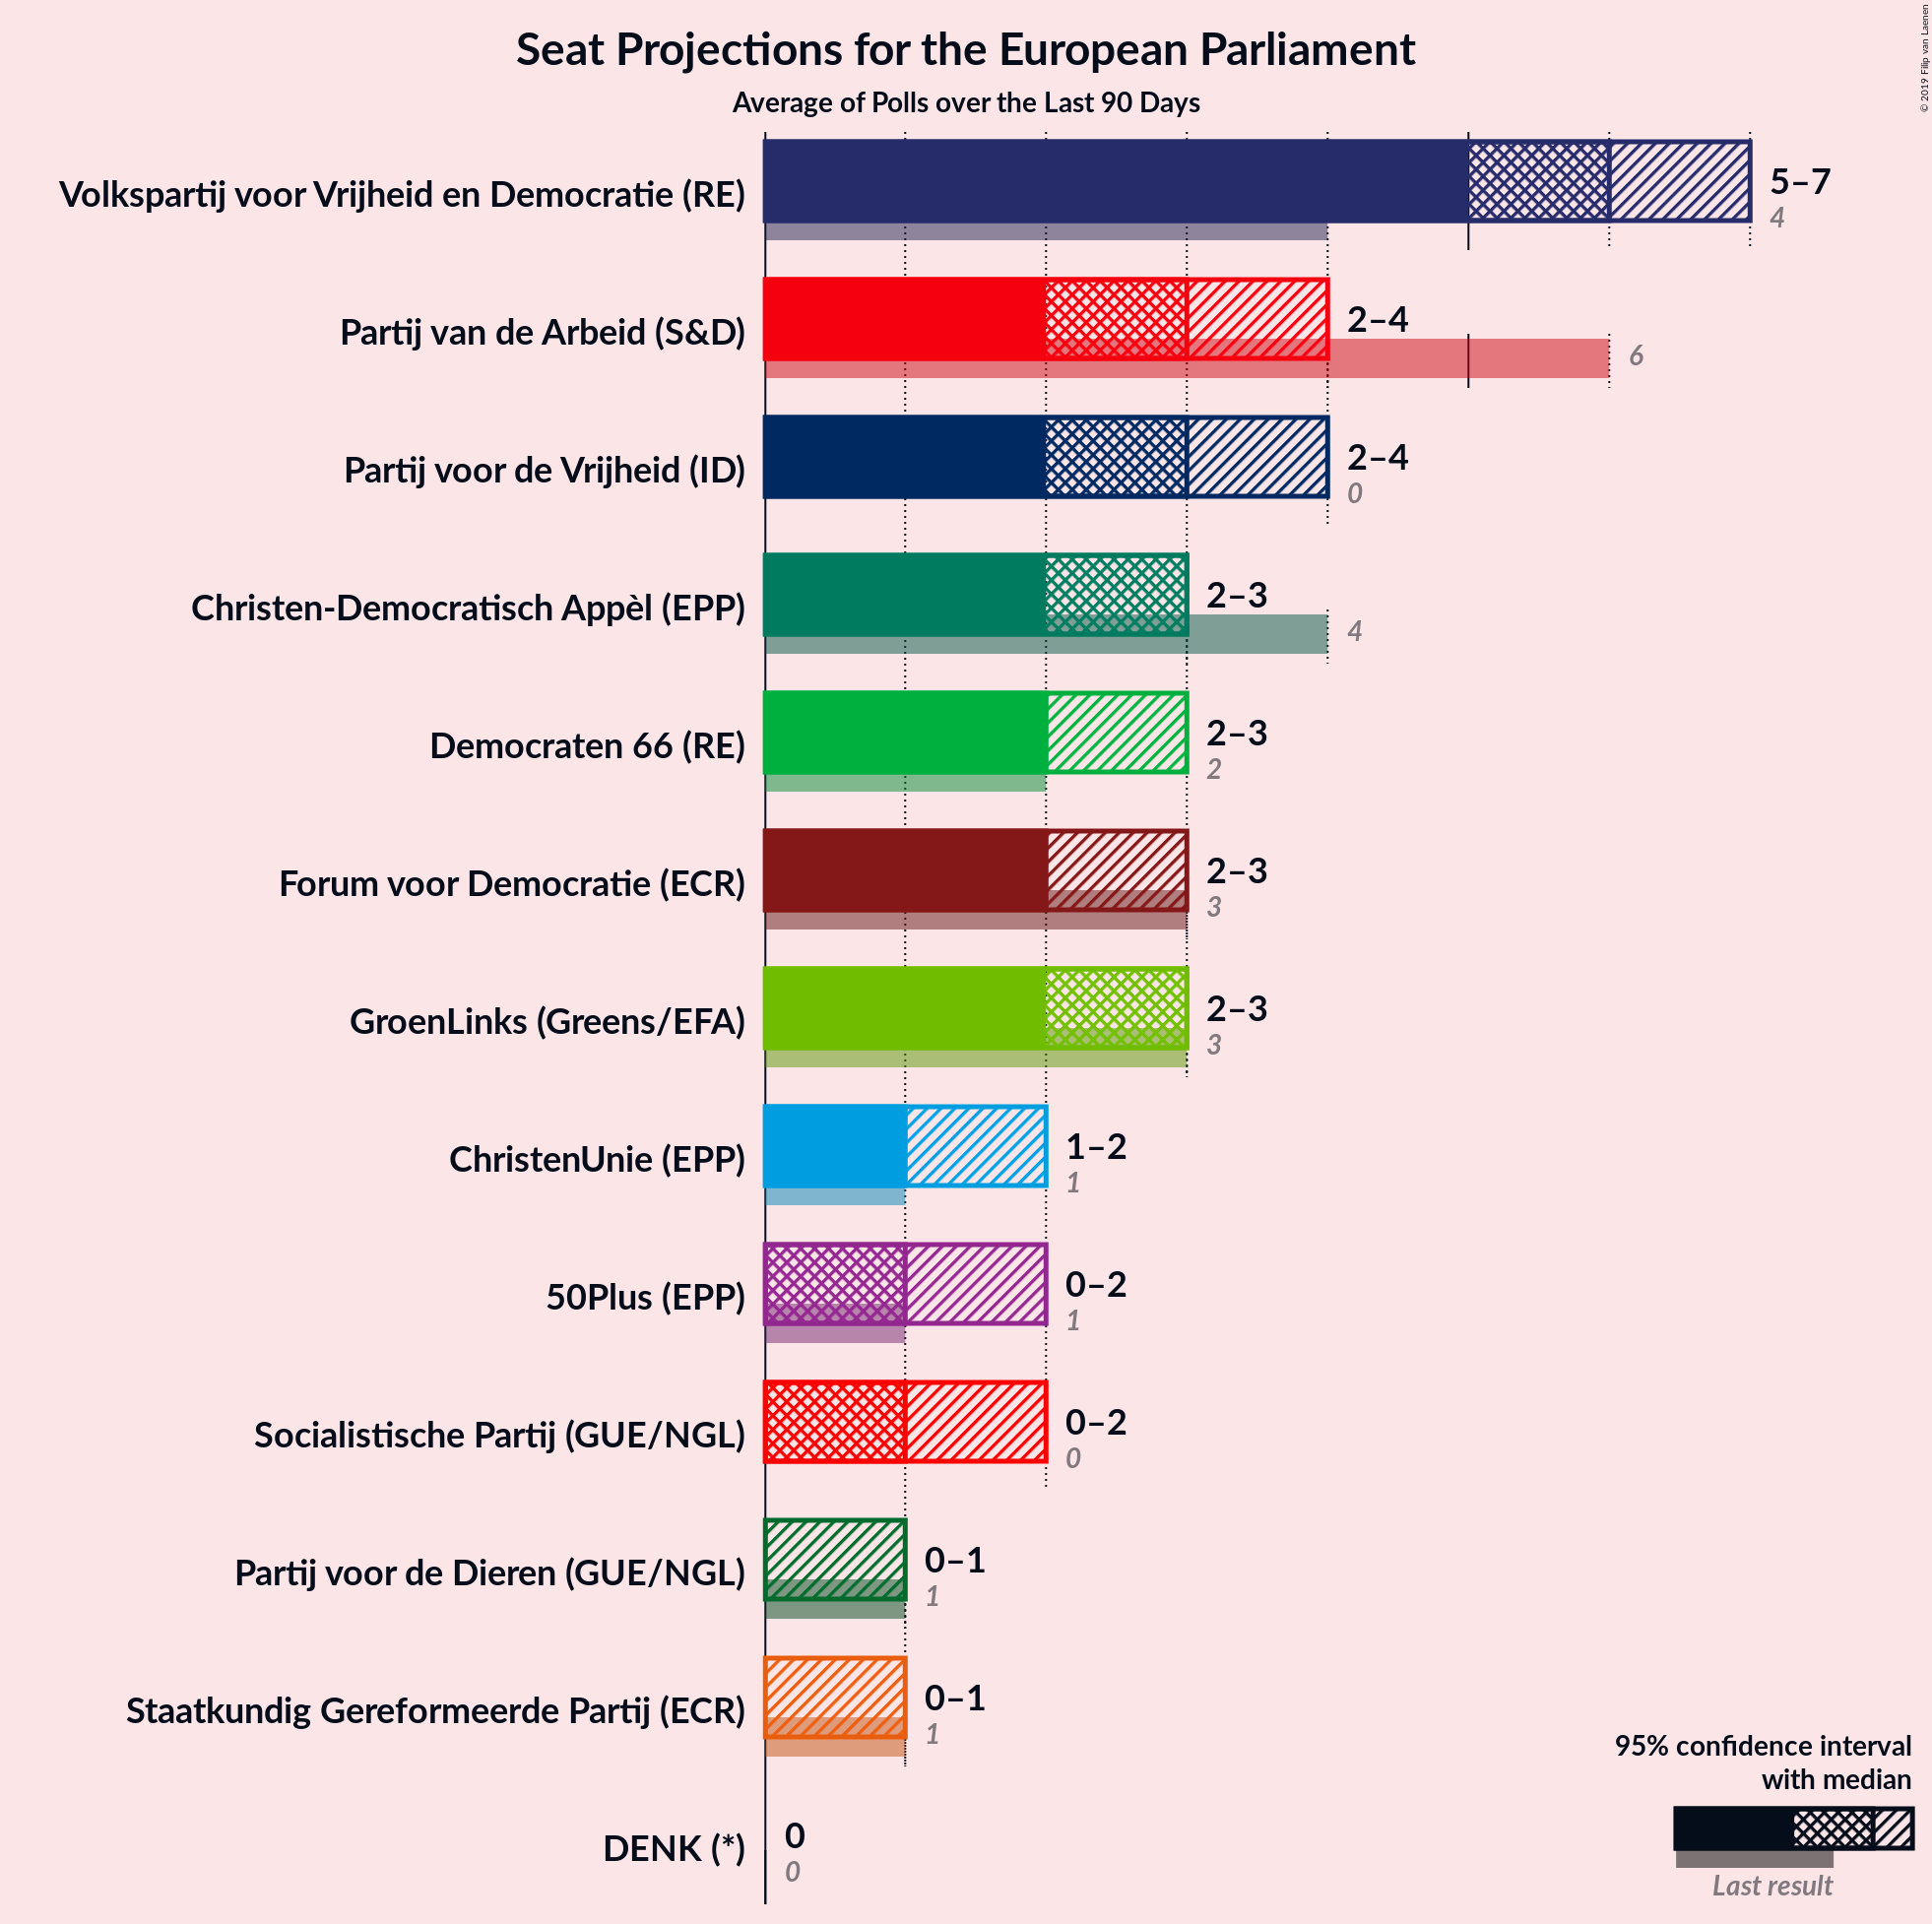 Seat Projections for the European Parliament
Average of Polls over the Last 90 Days
© 2019 Filip van Laenen
Volkspartij voor Vrijheid en Democratie (RE)
5–7
4
Partij van de Arbeid (S&D)
2–4
6
Partij voor de Vrijheid (ID)
2–4
0
Christen-Democratisch Appèl (EPP)
2–3
4
Democraten 66 (RE)
2–3
2
Forum voor Democratie (ECR)
2–3
3
GroenLinks (Greens/EFA)
2–3
3
ChristenUnie (EPP)
1–2
1
50Plus (EPP)
0–2
1
Socialistische Partij (GUE/NGL)
0–2
0
Partij voor de Dieren (GUE/NGL)
0–1
1
Staatkundig Gereformeerde Partij (ECR)
0–1
1
DENK (*)
0
0
95% confidence interval
with median
Last result